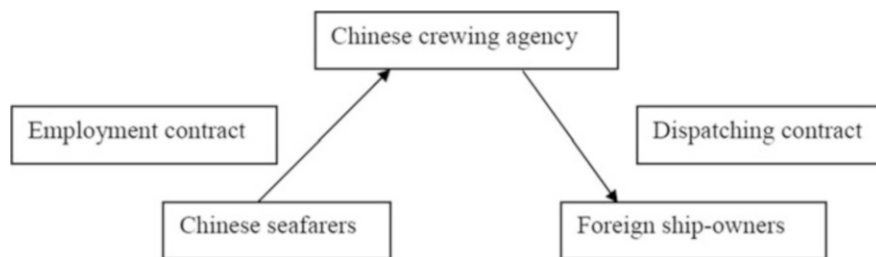 Chinese crewing agency
Employment contract
Dispatching contract
Chinese seafarers
Foreign ship-owners